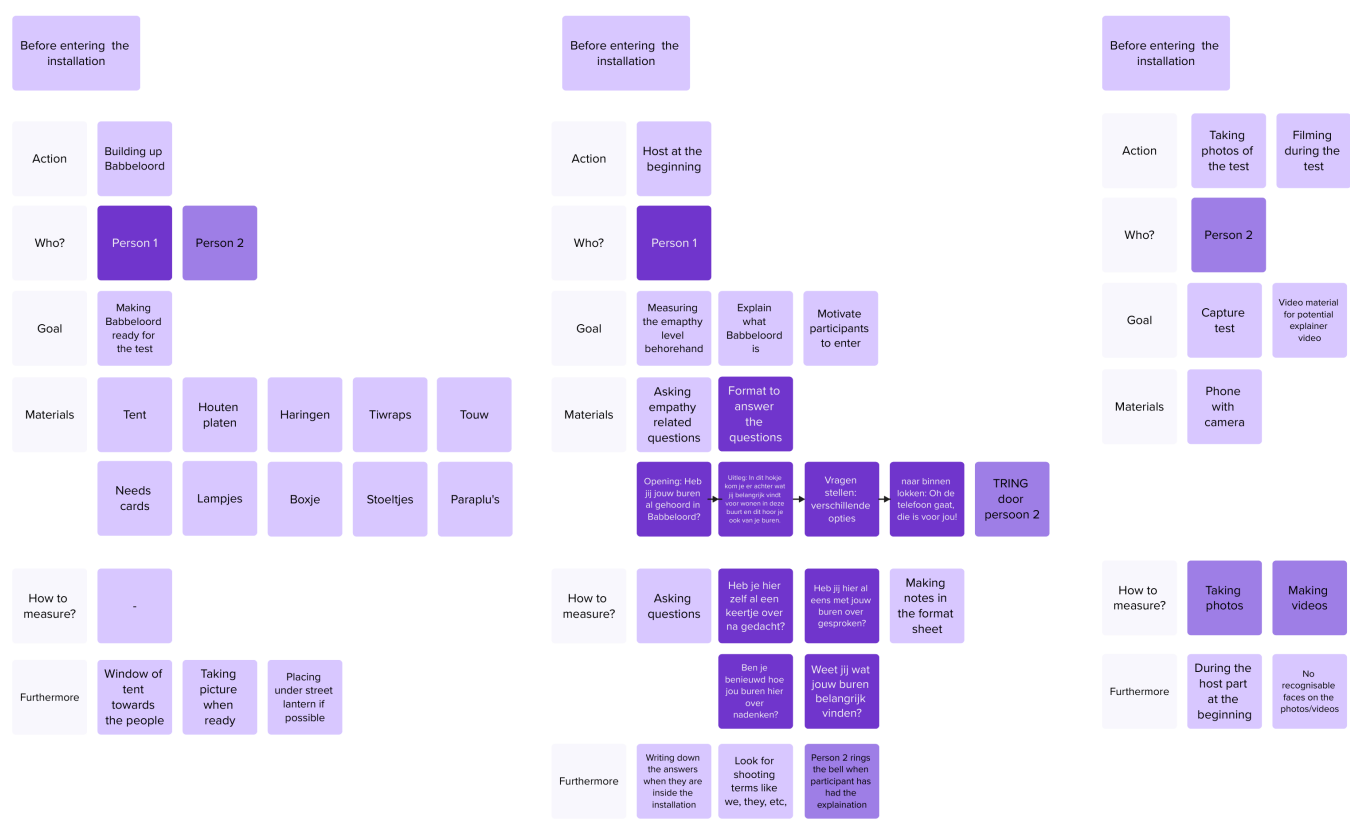 Before entering the
installation
Action
Building up
Babbeloord
Who?
Person 1
Person 2
Goal
Making
Babbeloord
ready for
the test
Materials
Tent
Houten
platen
Haringen
Tiwraps
Touw
Needs
cards
Lampjes
Boxje
Stoeltjes
Paraplu's
How to
measure?
-
Furthermore
Window of
tent
towards
the people
Taking
picture
when
ready
Placing
under street
lantern if
possible
Before entering the
installation
Action
Host at the
beginning
Who?
Person 1
Goal
Measuring
the emapthy
level
behorehand
Explain
what
Babbeloord
is
Motivate
participants
to enter
Materials
Asking
empathy
related
questions
Format to
answer
the
questions
Opening: Heb
jij jouw buren
al gehoord in
Babbeloord?
Uitleg: In dit hokje
kom je er achter wat
jij belangrijk vindt
voor wonen in deze
buurt en dit hoor je
ook van je buren.
Vragen
stellen:
verschillende
opties
naar binnen
lokken: Oh de
telefoon gaat,
die is voor jou!
TRING
door
persoon 2
How to
measure?
Asking
questions
Heb je hier
zelf al een
keertje over
na gedacht?
Heb jij hier al
eens met jouw
buren over
gesproken?
Making
notes in
the format
sheet
Ben je
benieuwd hoe
jou buren hier
over
nadenken?
Weet jij wat
jouw buren
belangrijk
vinden?
Furthermore
Writing down
the answers
when they are
inside the
installation
Look for
shooting
terms like
we, they, etc,
Person 2 rings
the bell when
participant has
had the
explaination
Before entering the
installation
Action
Taking
photos of
the test
Filming
during the
test
Who?
Person 2
Goal
Capture
test
Video material
for potential
explainer
video
Materials
Phone
with
camera
How to
measure?
Taking
photos
Making
videos
Furthermore
During the
host part
at the
beginning
No
recognisable
faces on the
photos/videos